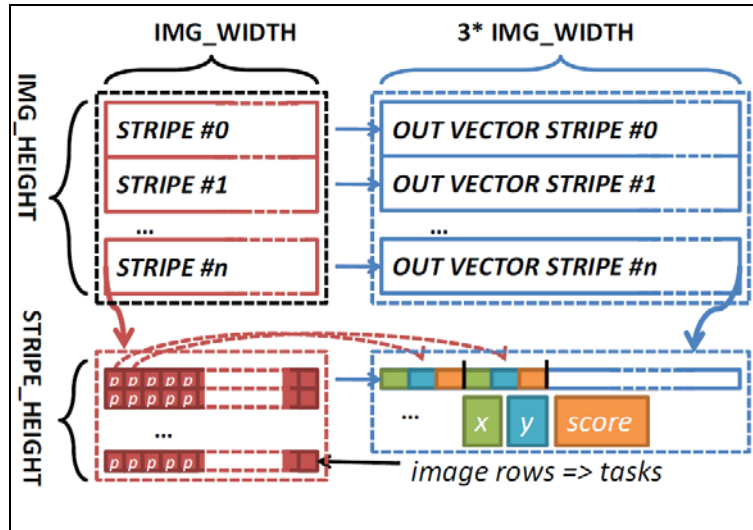 IMG_WIDTH
3* IMG_WIDTH
IMG_HEIGHT
STRIPE #0
OUT VECTOR STRIPE #0
STRIPE #1
OUT VECTOR STRIPE #1
...
...
STRIPE #n
OUT VECTOR STRIPE #n
STRIPE_HEIGHT
p p p p p
p p p p p
...
x y score
...
p p p p p
image rows => tasks